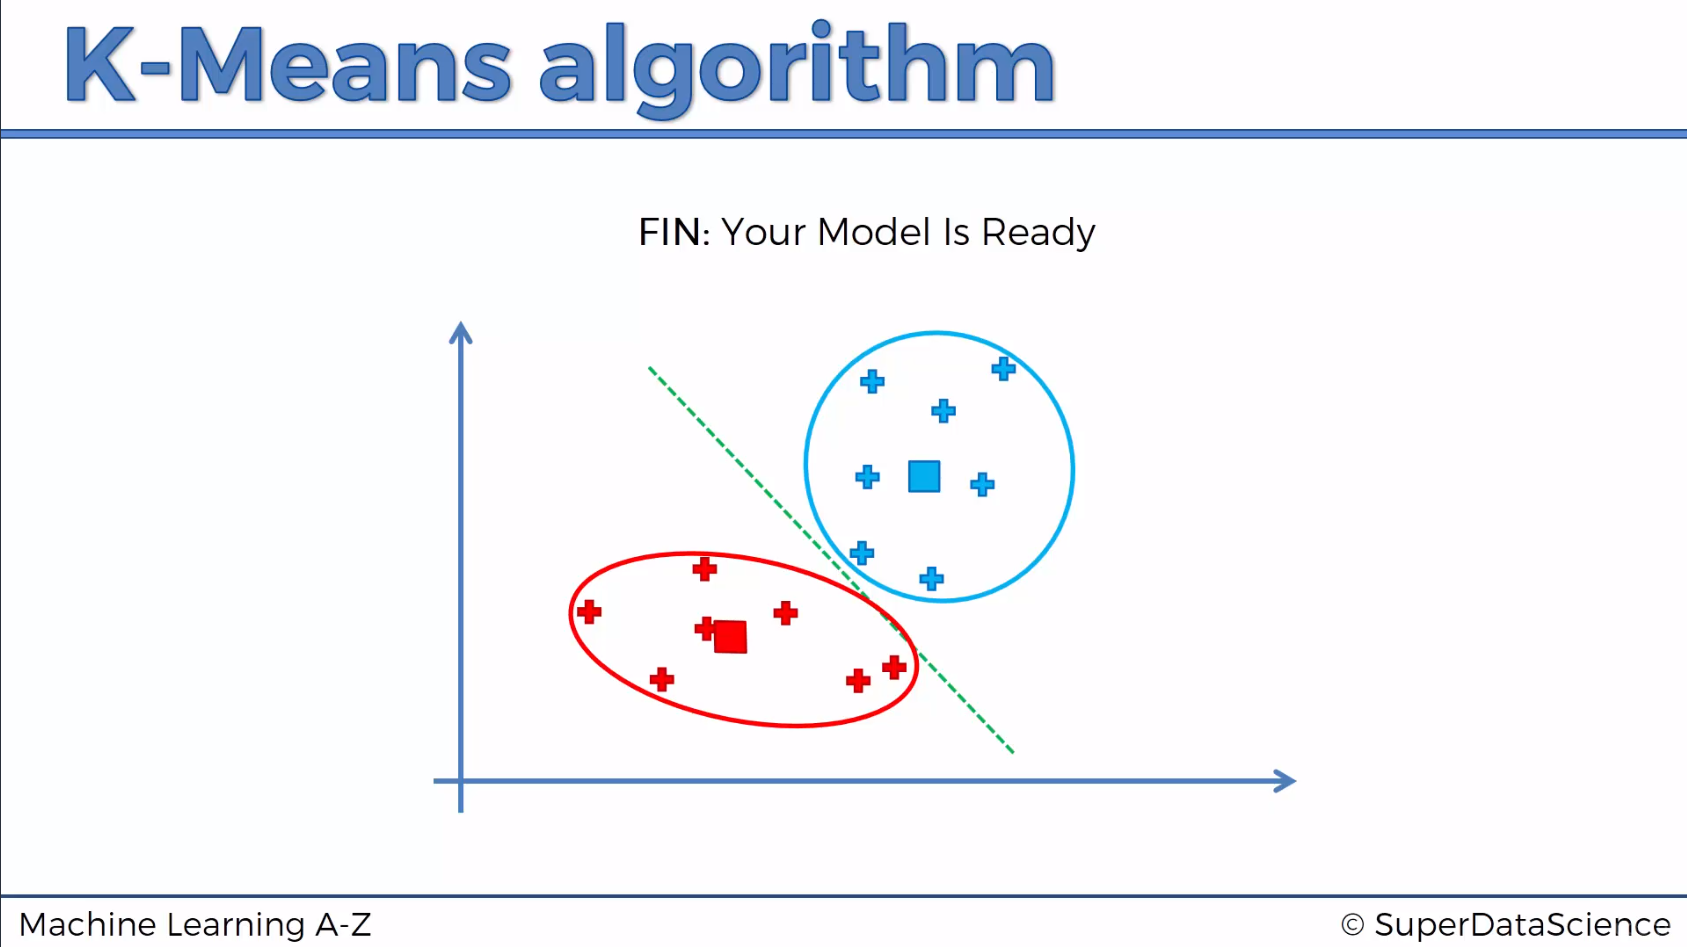 K-Means algorithm
FIN: Your Model Is Ready
Machine Learning A-Z
© SuperDataScience